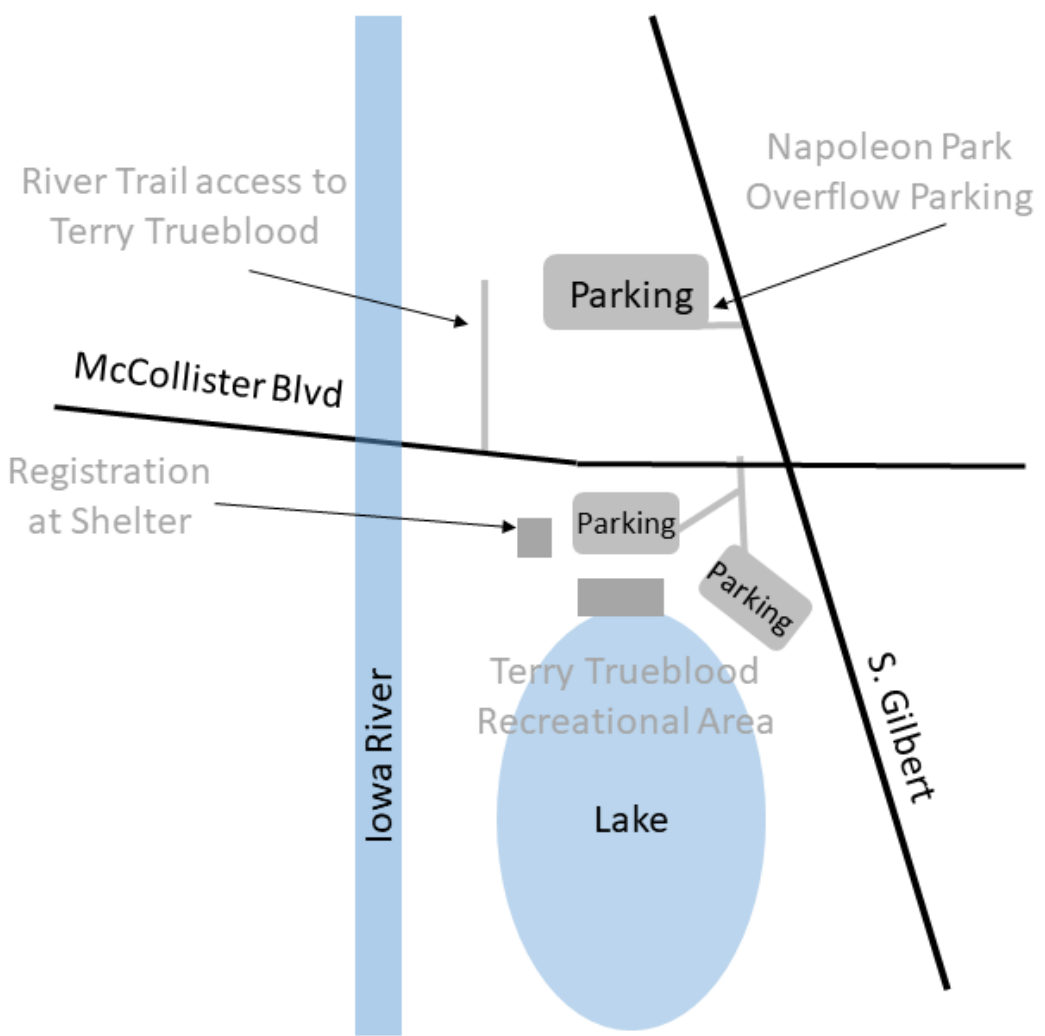 Napoleon Park
Overflow Parking
River Trail access to
Terry Trueblood
Parking
McCollister Blvd
Registration
at Shelter
Parking
Parking
Terry Trueblood
Recreational Area
S. Gilbert
Iowa River
Lake